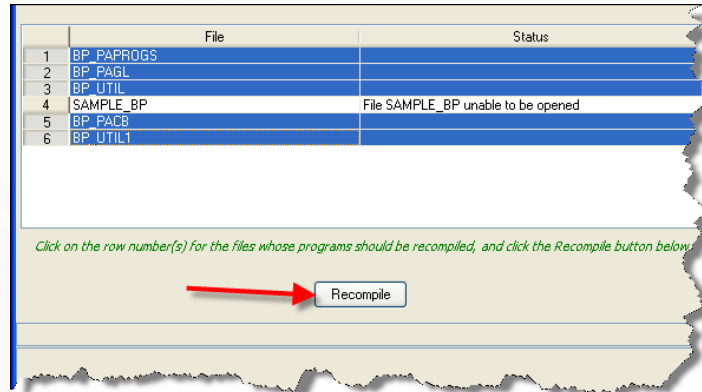 File Status
1 BP_PAPROGS
2 BP_PAGL
3 BP_UTIL
4 SAMPLE_BP File SAMPLE_BP unable to be opened
5 BP_PACB
6 BP_UTIL1
Click on the row number(s) for the files whose programs should be recompiled, and click the Recompile button below
Recompile